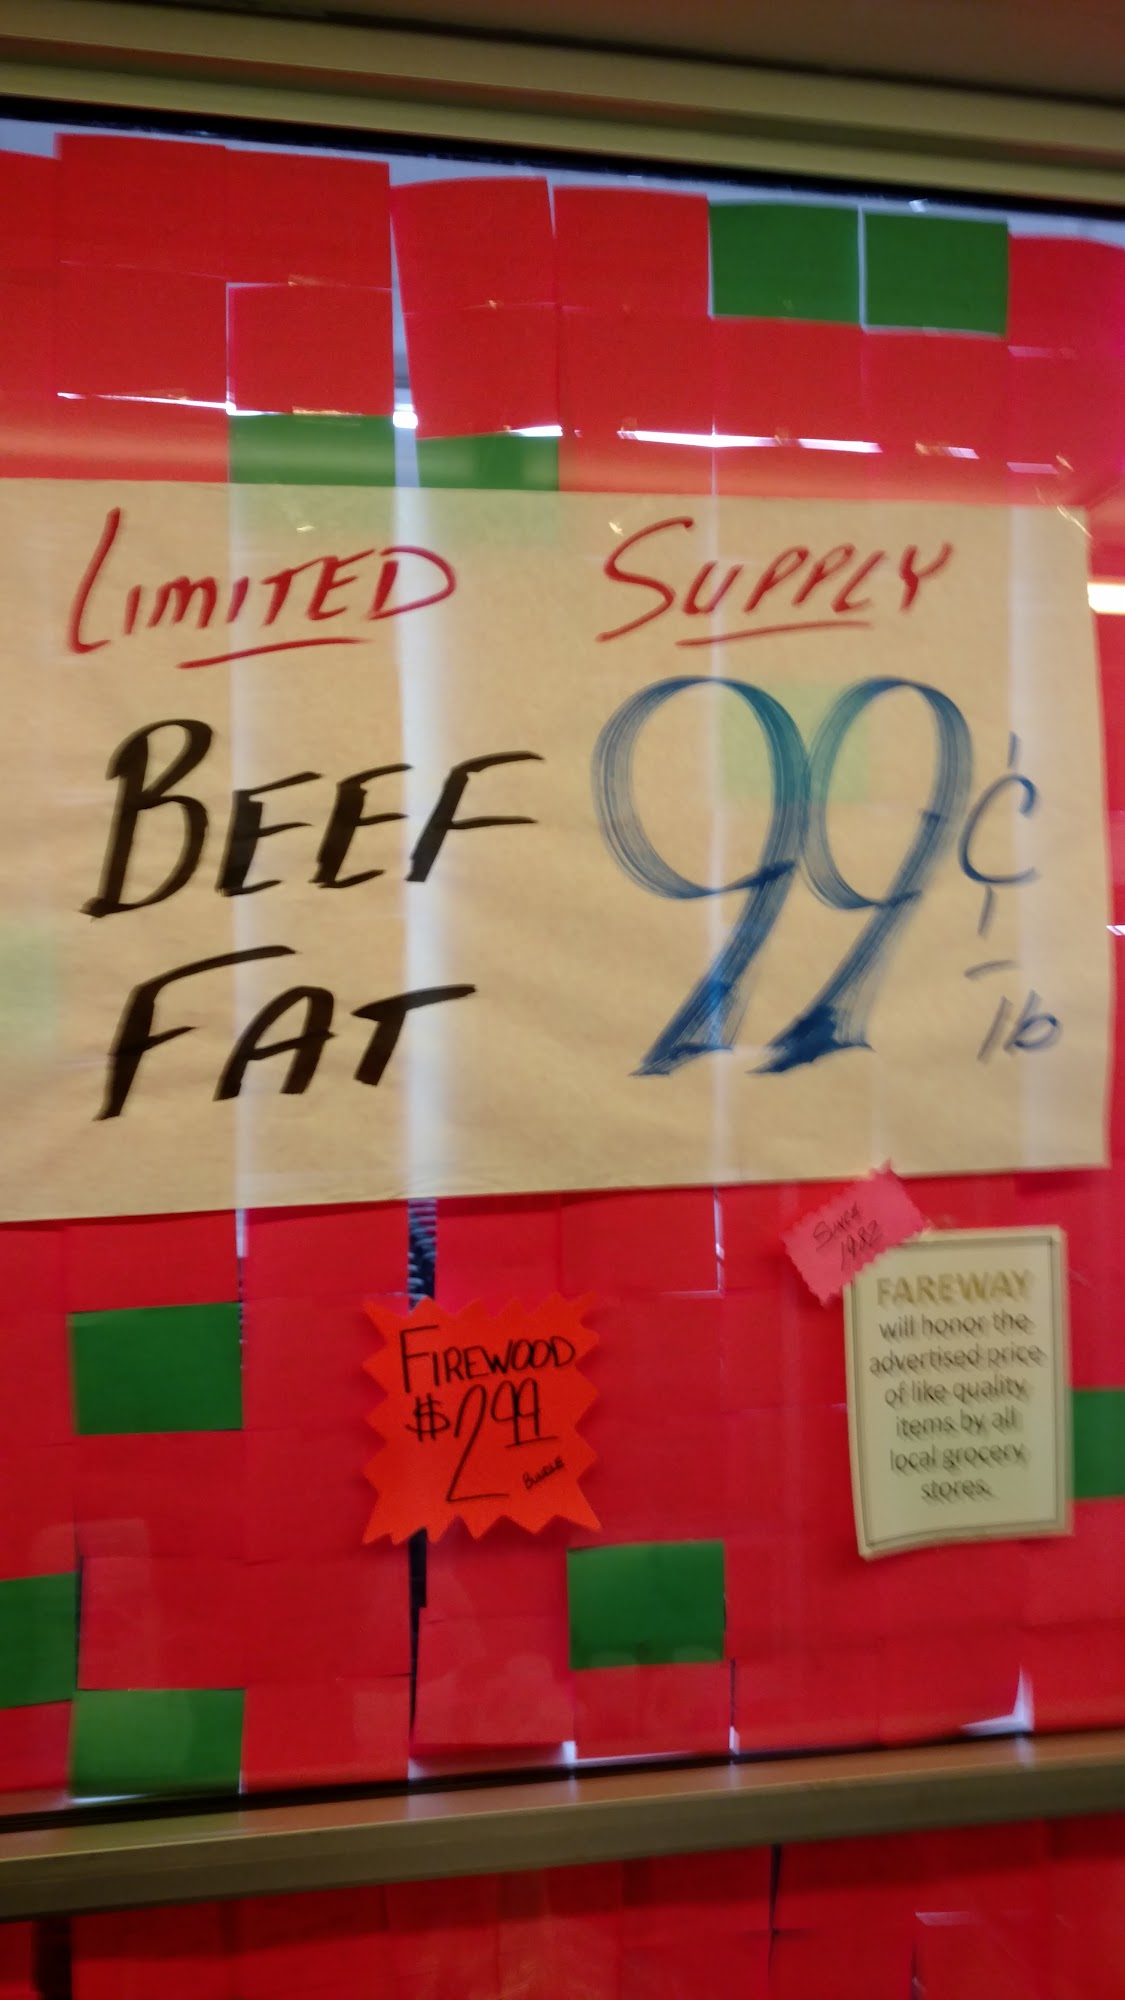 LIMITED SUPPLY
BEEF
FAT
99¢
lb
SINCE
1982
FAREWAY
will honor the
advertised price
of like quality
items by all
local grocery
stores.
FIREWOOD
$2.99
BUNDLE